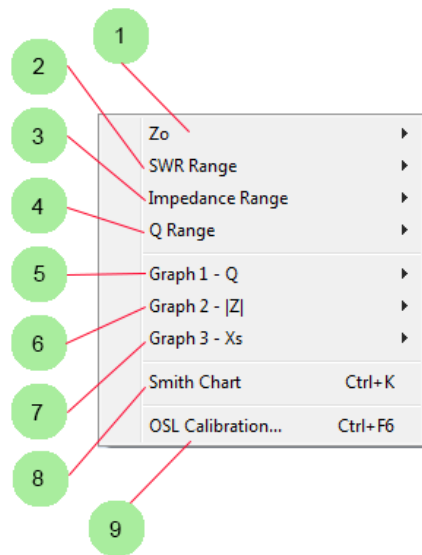 1
2
3
4
5
6
7
8
9
Zo
SWR Range
Impedance Range
Q Range
Graph 1 - Q
Graph 2 - |Z|
Graph 3 - Xs
Smith Chart Ctrl+K
OSL Calibration... Ctrl+F6